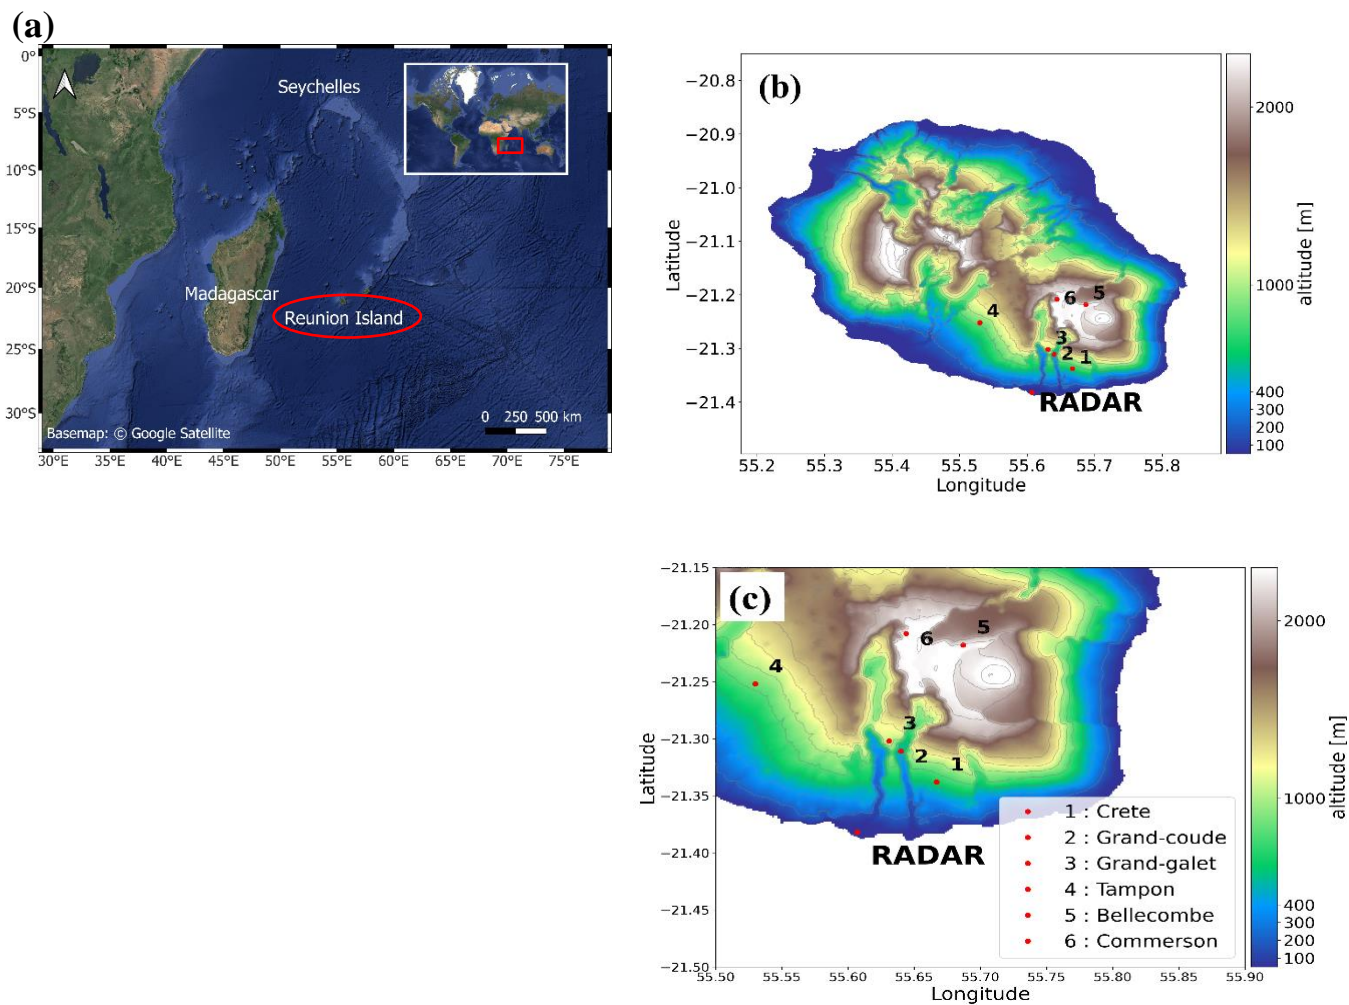 (a)
0°
5°S
10°S
15°S
20°S
25°S
30°S
Seychelles
Madagascar
Reunion Island
0 250 500 km
Basemap: © Google Satellite
30°E 35°E 40°E 45°E 50°E 55°E 60°E 65°E 70°E 75°E
(b)
−20.8
−20.9
−21.0
−21.1
−21.2
−21.3
−21.4
Latitude
6 5
4
3
2 1
RADAR
55.2 55.3 55.4 55.5 55.6 55.7 55.8
Longitude
2000
1000
400
300
200
100
altitude [m]
(c)
−21.15
−21.20
−21.25
−21.30
−21.35
−21.40
−21.45
−21.50
Latitude
5
6
4
3
2 1
RADAR
1 : Crete
2 : Grand-coude
3 : Grand-galet
4 : Tampon
5 : Bellecombe
6 : Commerson
55.50 55.55 55.60 55.65 55.70 55.75 55.80 55.85 55.90
Longitude
2000
1000
400
300
200
100
altitude [m]